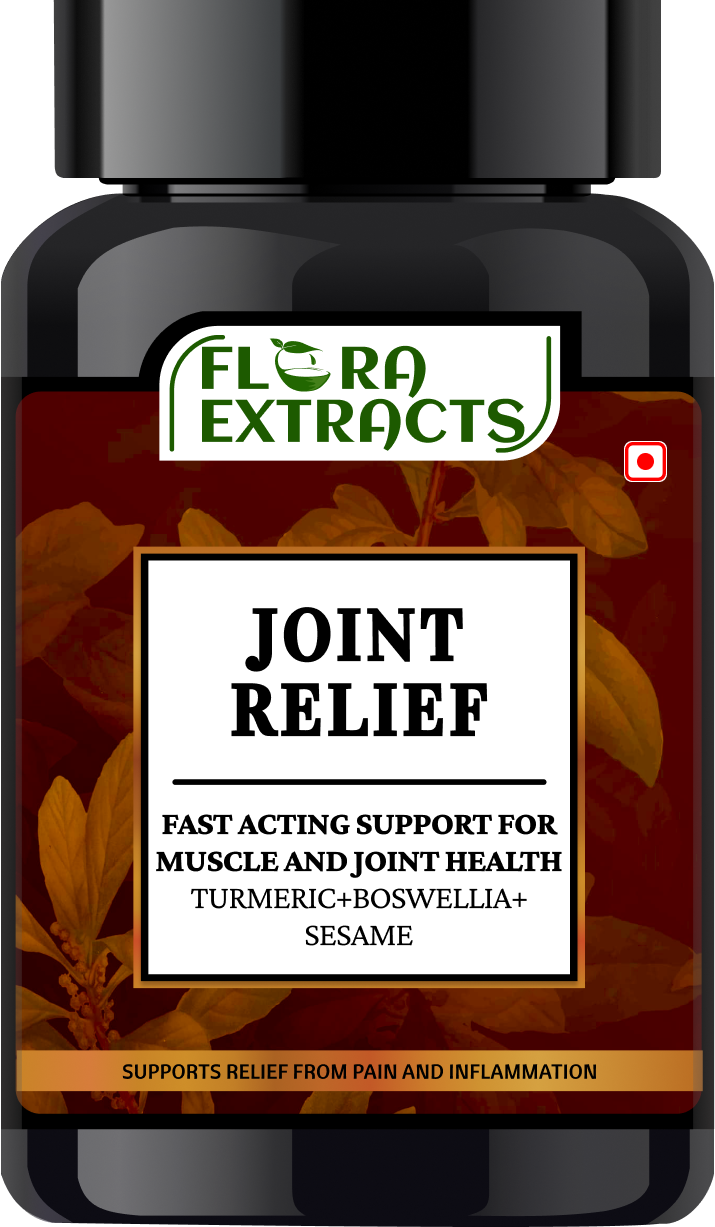 FLORA
EXTRACTS
JOINT
RELIEF
FAST ACTING SUPPORT FOR
MUSCLE AND JOINT HEALTH
TURMERIC+BOSWELLIA+
SESAME
SUPPORTS RELIEF FROM PAIN AND INFLAMMATION